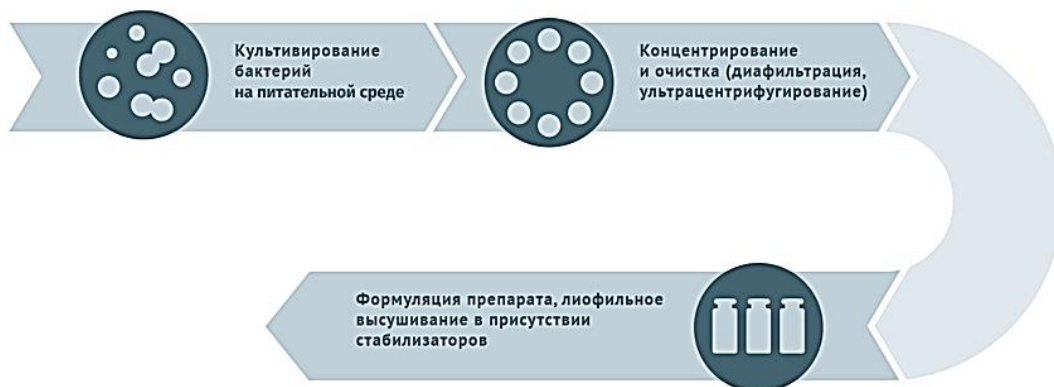 Культивирование
бактерий
на питательной среде
Концентрирование
и очистка (диафильтрация,
ультрацентрифугирование)
Формуляция препарата, лиофильное
высушивание в присутствии
стабилизаторов